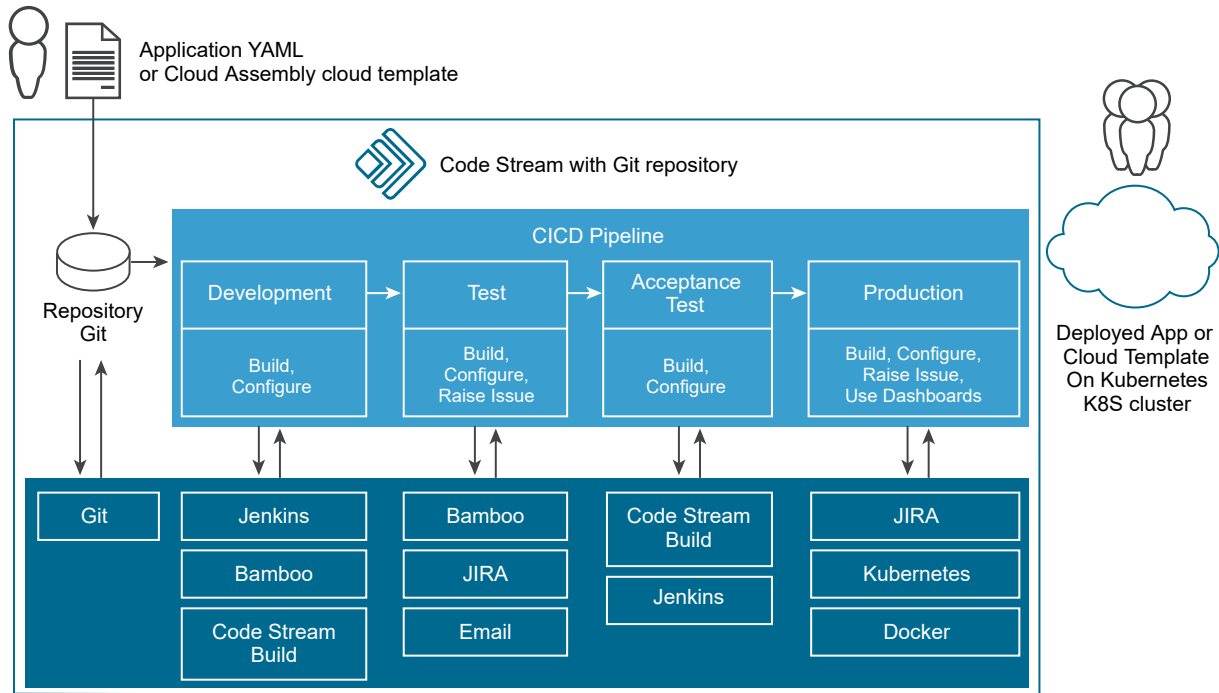 Application YAML
or Cloud Assembly cloud template
Code Stream with Git repository
CICD Pipeline
Development
Test
Acceptance
Test
Production
Build,
Configure
Build,
Configure,
Raise Issue
Build,
Configure
Build, Configure,
Raise Issue,
Use Dashboards
Repository
Git
Deployed App or
Cloud Template
On Kubernetes
K8S cluster
Git
Jenkins
Bamboo
Code Stream
Build
Bamboo
JIRA
Email
Code Stream
Build
Jenkins
JIRA
Kubernetes
Docker